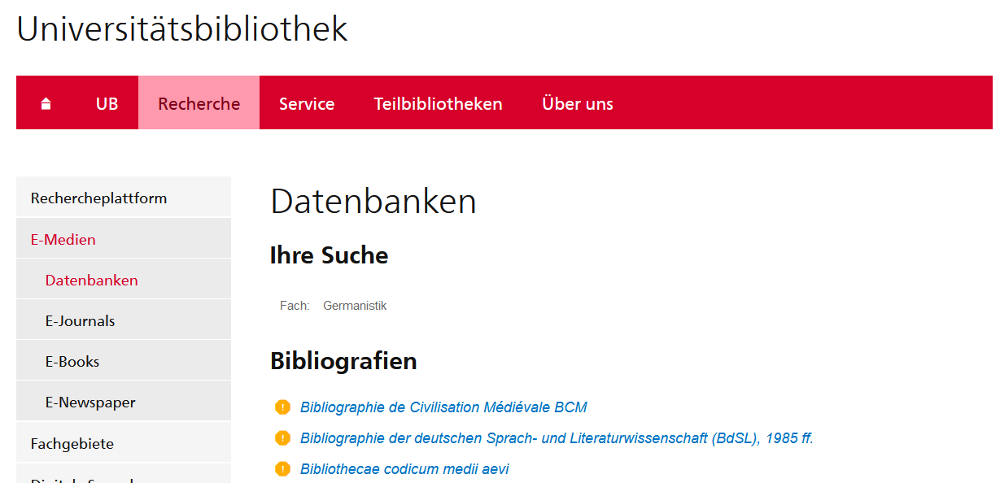 Universitätsbibliothek
UB Recherche Service Teilbibliotheken Über uns
Rechercheplattform
E-Medien
Datenbanken
E-Journals
E-Books
E-Newspaper
Fachgebiete
Datenbanken
Ihre Suche
Fach: Germanistik
Bibliografien
Bibliographie de Civilisation Médiévale BCM
Bibliographie der deutschen Sprach- und Literaturwissenschaft (BdSL), 1985 ff.
Bibliothecae codicum medii aevi